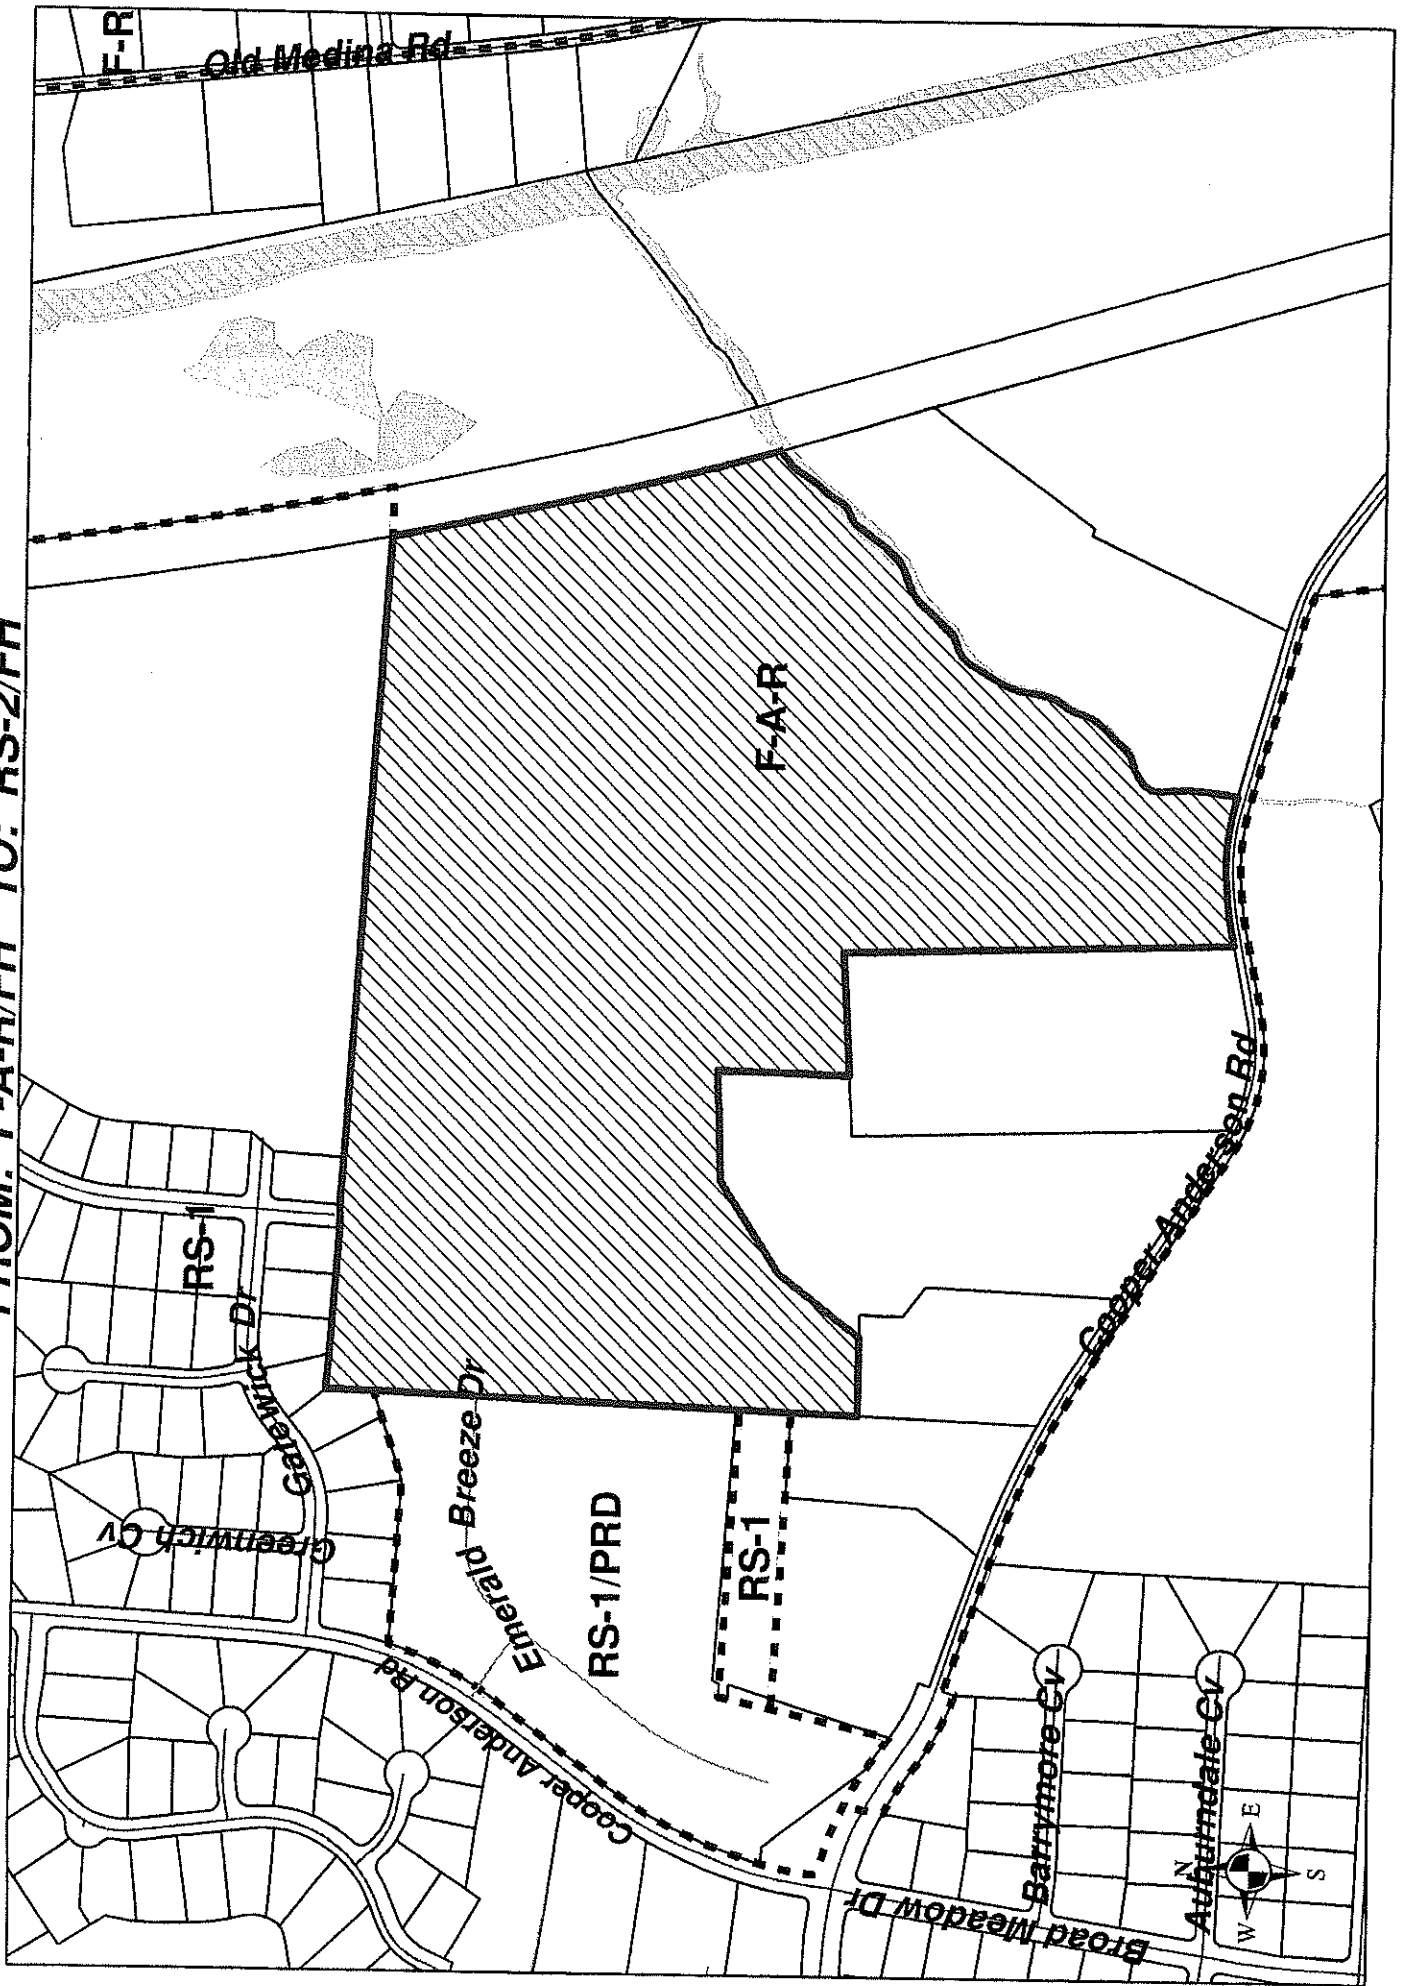 FROM: F-A-R/FH TO: RS-2/FH
F-R
Old Medina Rd
RS-1
Gatewick Dr
Greenwich Cv
Emerald Breeze Dr
F-A-R
RS-1/PRD
RS-1
Cooper Anderson Rd
Cooper Anderson Rd
Broad Meadow Dr
Barrymore Cv
Auburndale Cv
N
W
E
S